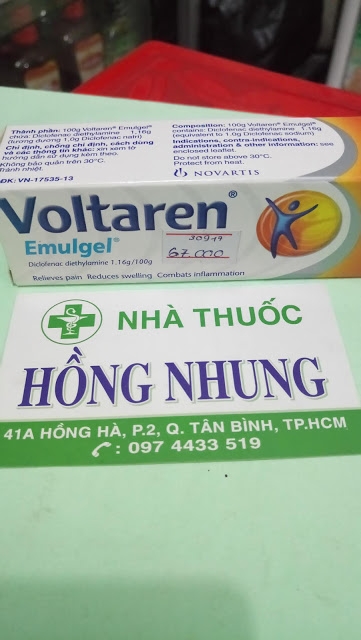 Thành phần: 100g Voltaren® Emulgel®
chứa: Diclofenac diethylamine 1,16g
(tương đương 1,0g Diclofenac natri)
Chỉ định, chống chỉ định, cách dùng
và các thông tin khác: xin xem tờ
hướng dẫn sử dụng kèm theo.
Không bảo quản trên 30°C.
Tránh nhiệt.
ĐK: VN-17535-13
Composition: 100g Voltaren® Emulgel®
contains: Diclofenac diethylamine 1.16g
(equivalent to 1.0g Diclofenac sodium)
Indications, contra-indications,
administration & other information: see
enclosed leaflet.
Do not store above 30°C.
Protect from heat.
NOVARTIS
Voltaren®
Emulgel®
Diclofenac diethylamine 1.16g/100g
67.000
Relieves pain Reduces swelling Combats inflammation
NHÀ THUỐC
HỒNG NHUNG
41A HỒNG HÀ, P.2, Q. TÂN BÌNH, TP.HCM
: 097 4433 519